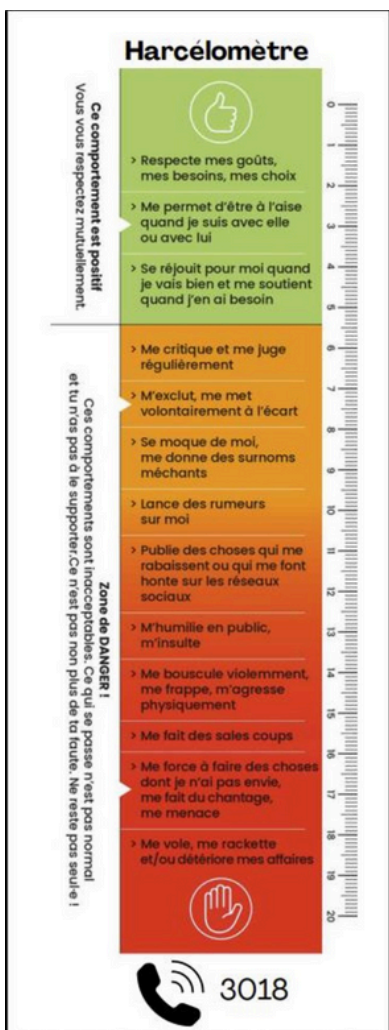 Harcélomètre
Ce comportement est positif
Vous vous respectez mutuellement.
> Respecte mes goûts,
mes besoins, mes choix
> Me permet d'être à l'aise
quand je suis avec elle
ou avec lui
> Se réjouit pour moi quand
je vais bien et me soutient
quand j'en ai besoin
Zone de DANGER !
Ces comportements sont inacceptables. Ce qui se passe n'est pas normal
et tu n'as pas à le supporter.Ce n'est pas non plus de ta faute. Ne reste pas seul·e !
> Me critique et me juge
régulièrement
> M'exclut, me met
volontairement à l'écart
> Se moque de moi,
me donne des surnoms
méchants
> Lance des rumeurs
sur moi
> Publie des choses qui me
rabaissent ou qui me font
honte sur les réseaux
sociaux
> M'humilie en public,
m'insulte
> Me bouscule violemment,
me frappe, m'agresse
physiquement
> Me fait des sales coups
> Me force à faire des choses
dont je n'ai pas envie,
me fait du chantage,
me menace
> Me vole, me rackette
et/ou détériore mes affaires
0
1
2
3
4
5
6
7
8
9
10
11
12
13
14
15
16
17
18
19
20
3018